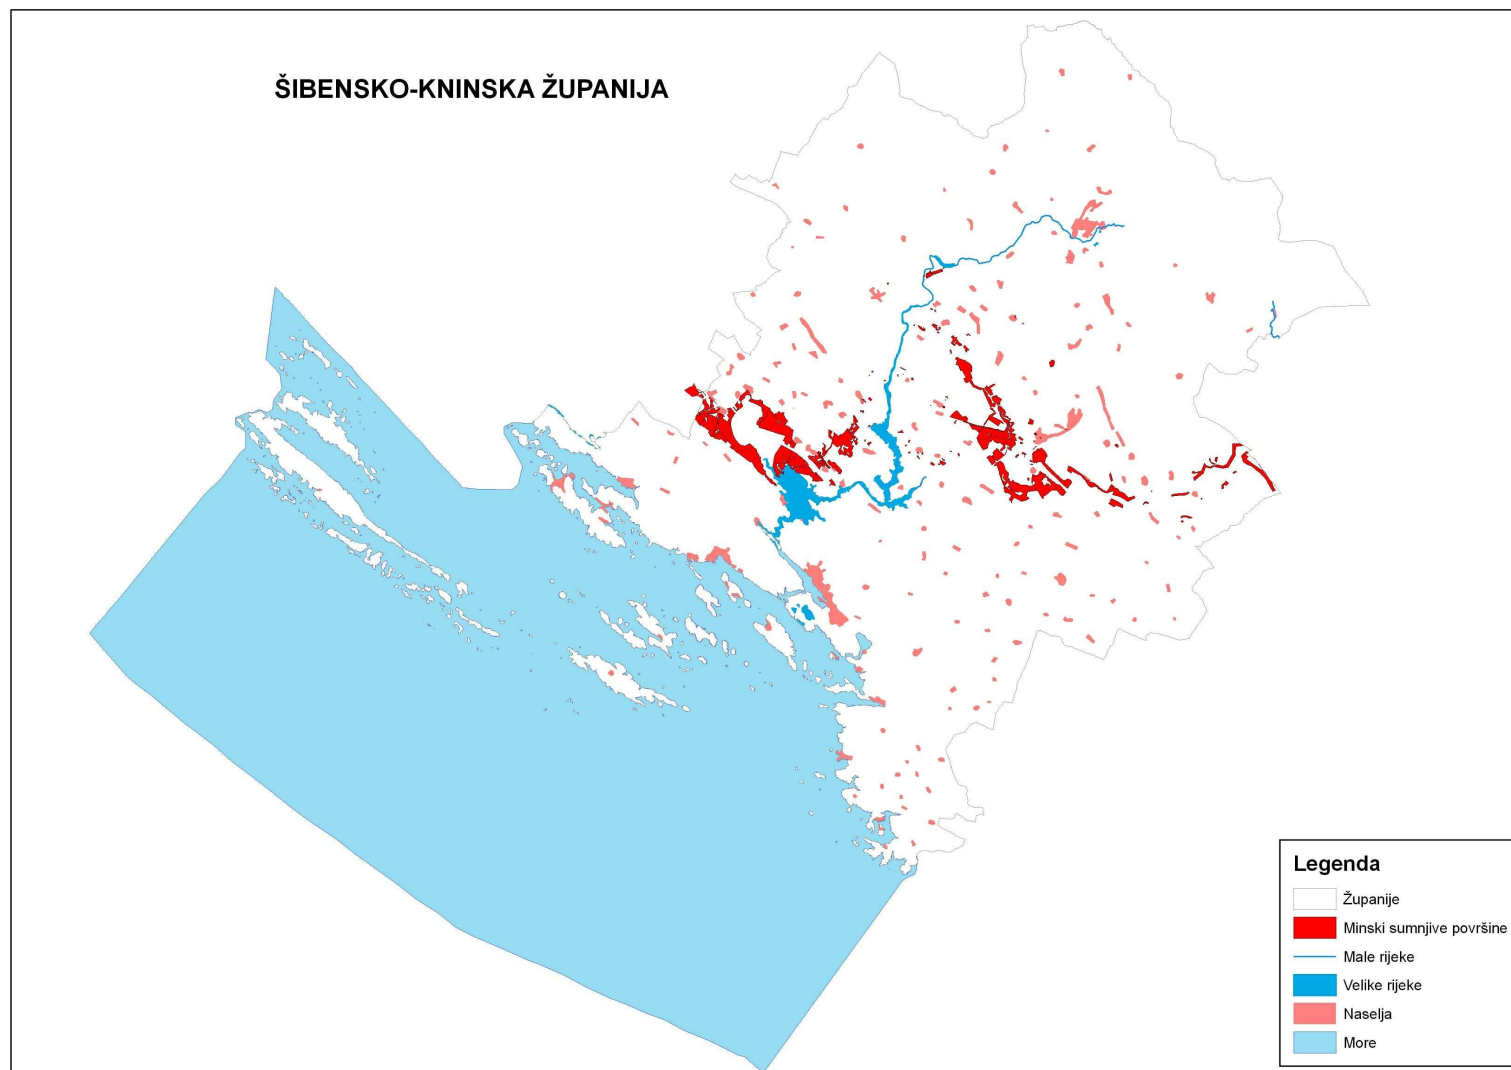 ŠIBENSKO-KNINSKA ŽUPANIJA
Legenda
Županije
Minski sumnjive površine
Male rijeke
Velike rijeke
Naselja
More